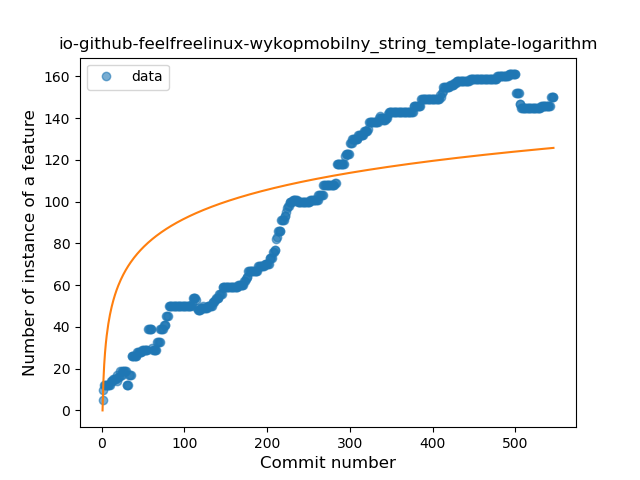 io-github-feelfreelinux-wykopmobilny_string_template-logarithm
data
160
140
120
100
80
60
40
20
0
Number of instance of a feature
0 100 200 300 400 500
Commit number